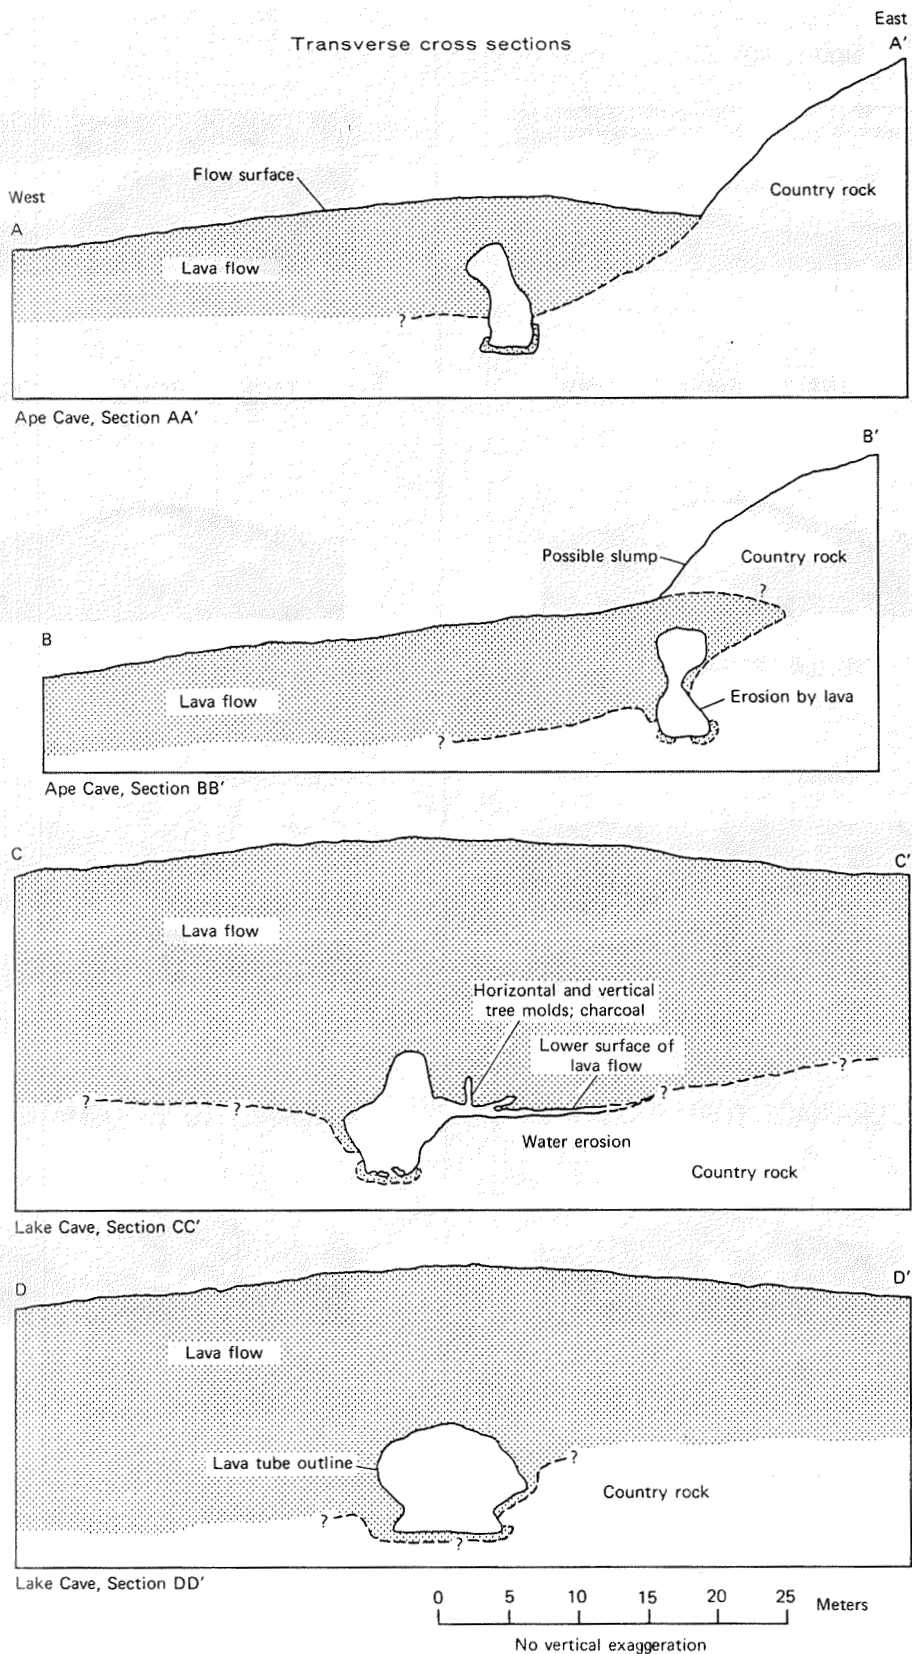 Transverse cross sections
East
A'
Flow surface
Country rock
West
A
Lava flow
?
Ape Cave, Section AA'
B'
Possible slump
Country rock
?
B
Lava flow
Erosion by lava
?
Ape Cave, Section BB'
C
C'
Lava flow
Horizontal and vertical
tree molds; charcoal
Lower surface of
lava flow
?
?
?
?
Water erosion
Country rock
Lake Cave, Section CC'
D
D'
Lava flow
Lava tube outline
?
Country rock
?
?
Lake Cave, Section DD'
0 5 10 15 20 25 Meters
No vertical exaggeration